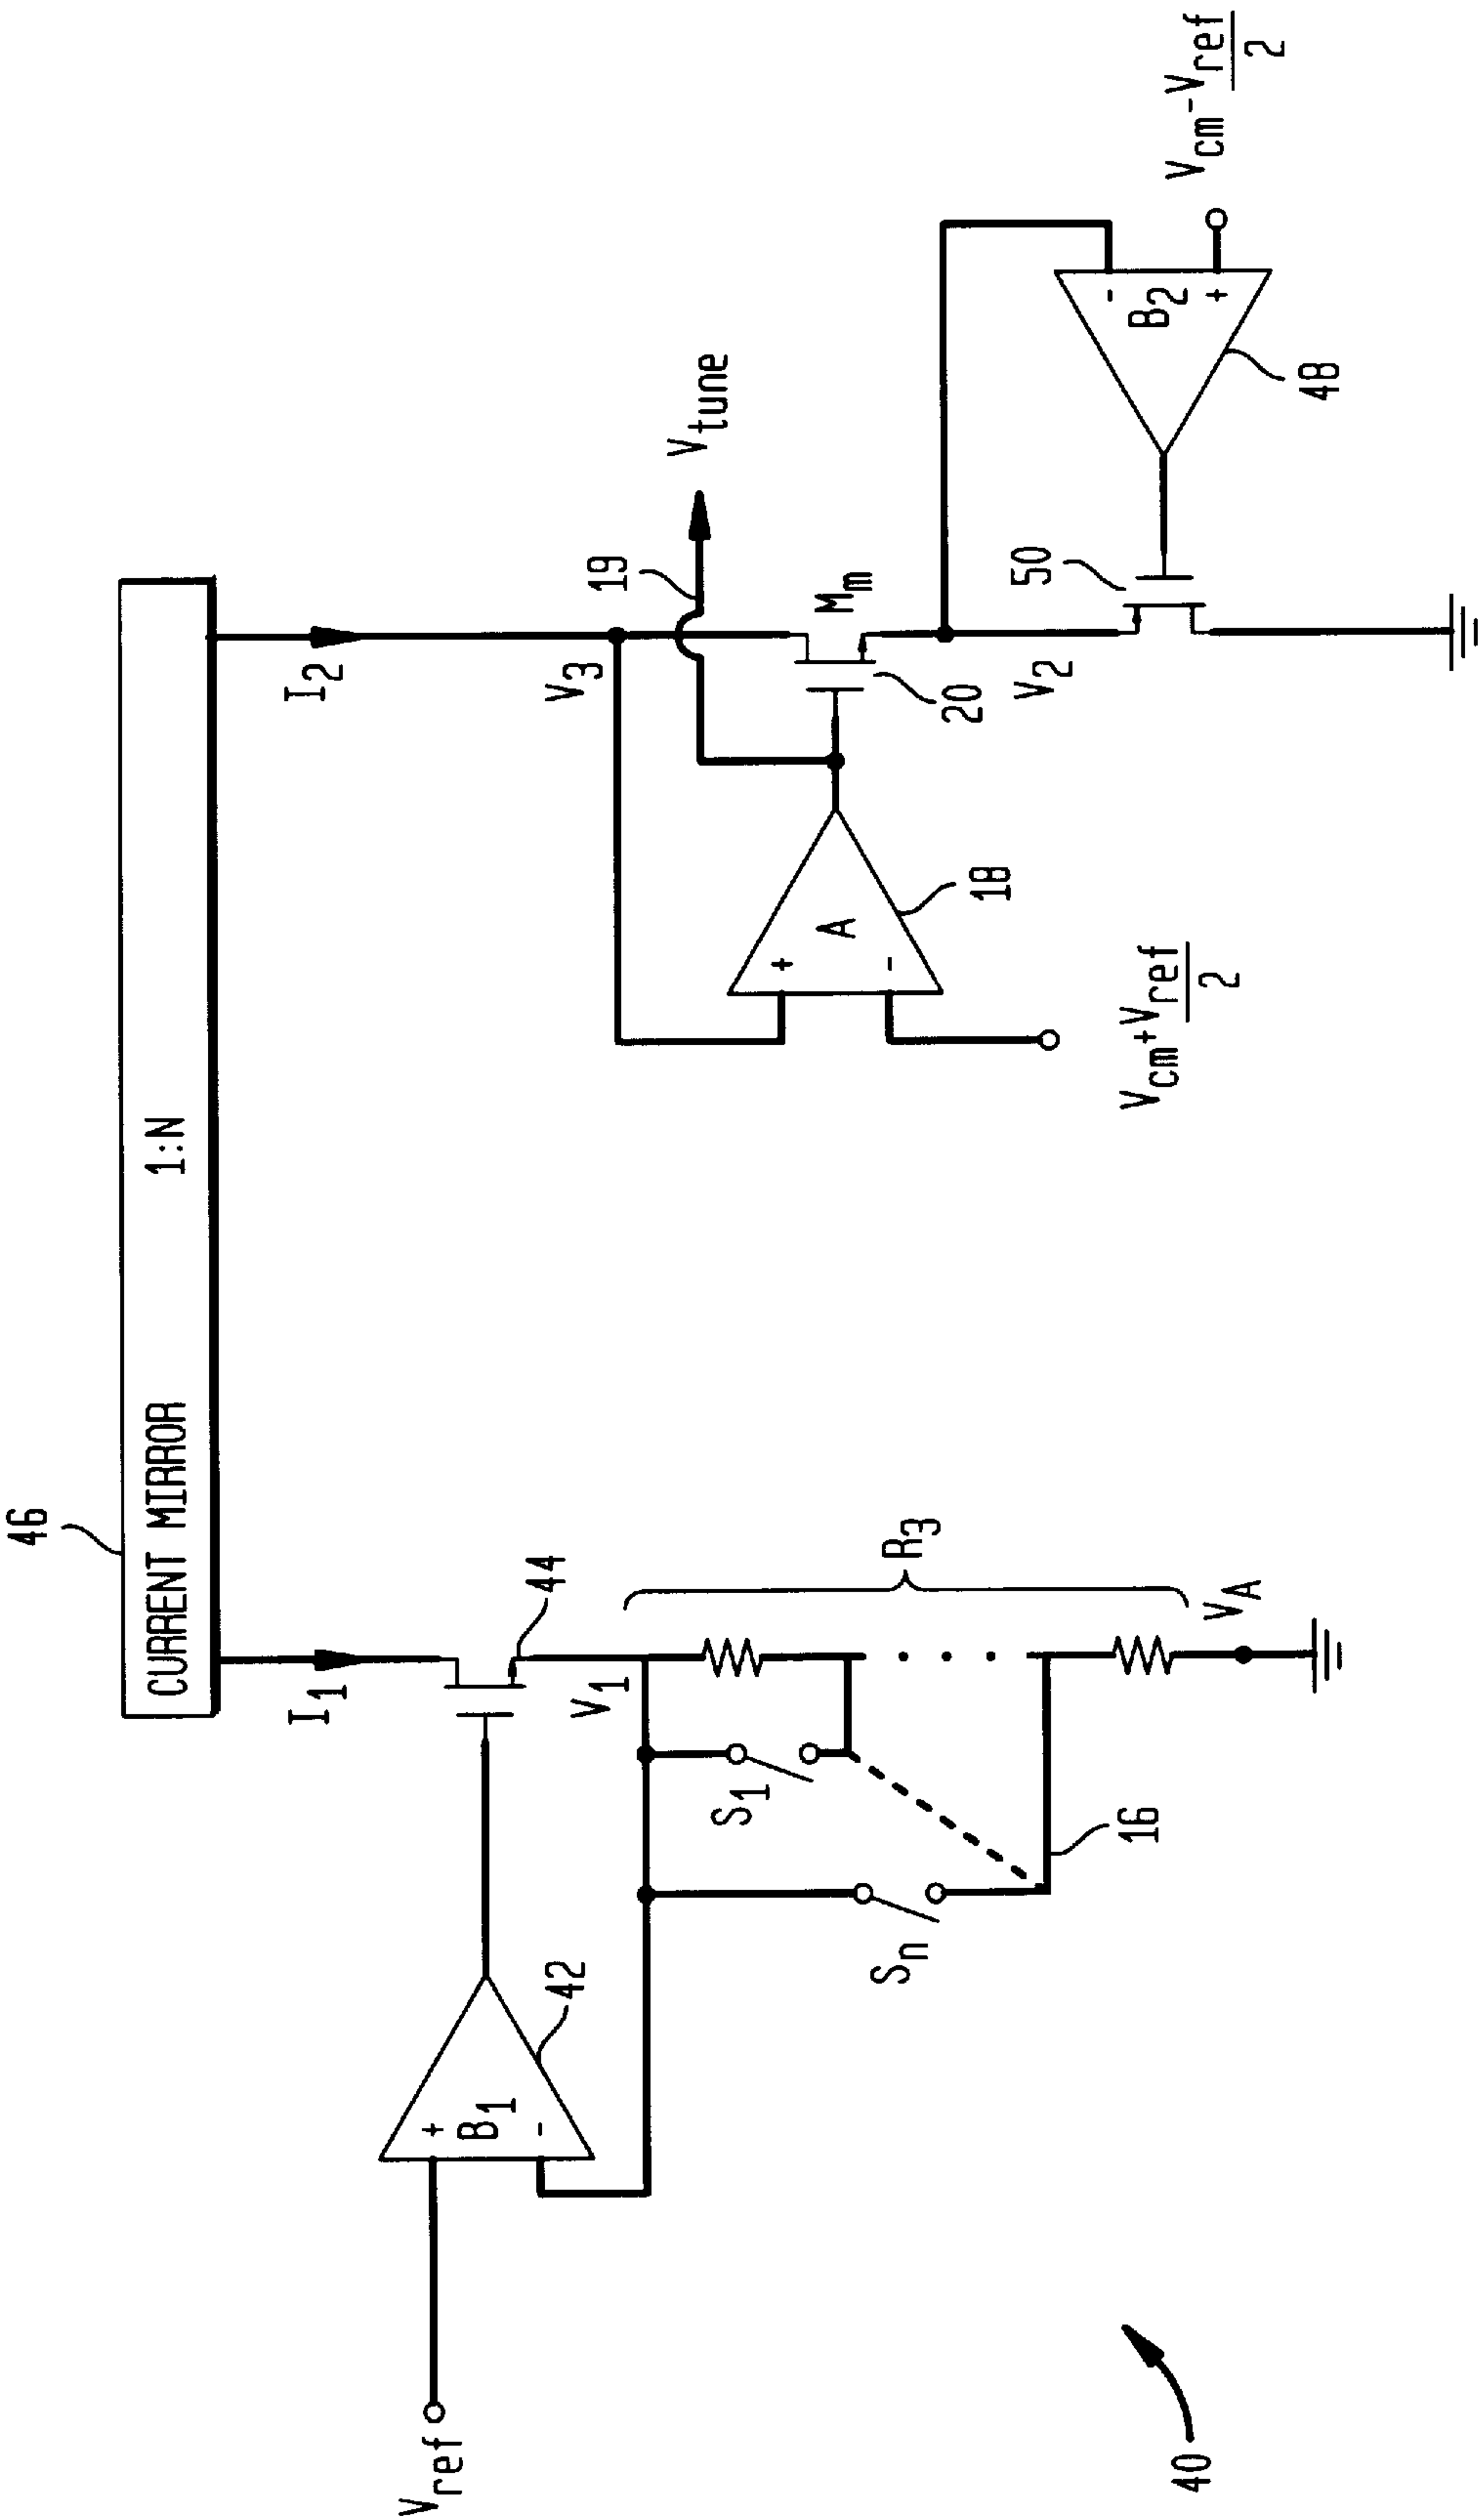 46
CURRENT MIRROR 1:N
I1
I2
Vref
B1
+
-
42
44
V1
S1
Sn
16
R3
VA
V3
19
Vtune
A
+
-
18
Mm
20
V2
Vcm+Vref/2
50
B2
-
+
48
Vcm-Vref/2
40